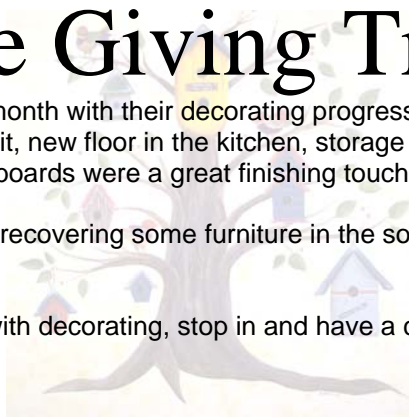 e Giving Tr
month with their decorating progress
it, new floor in the kitchen, storage
boards were a great finishing touch
recovering some furniture in the so
with decorating, stop in and have a c